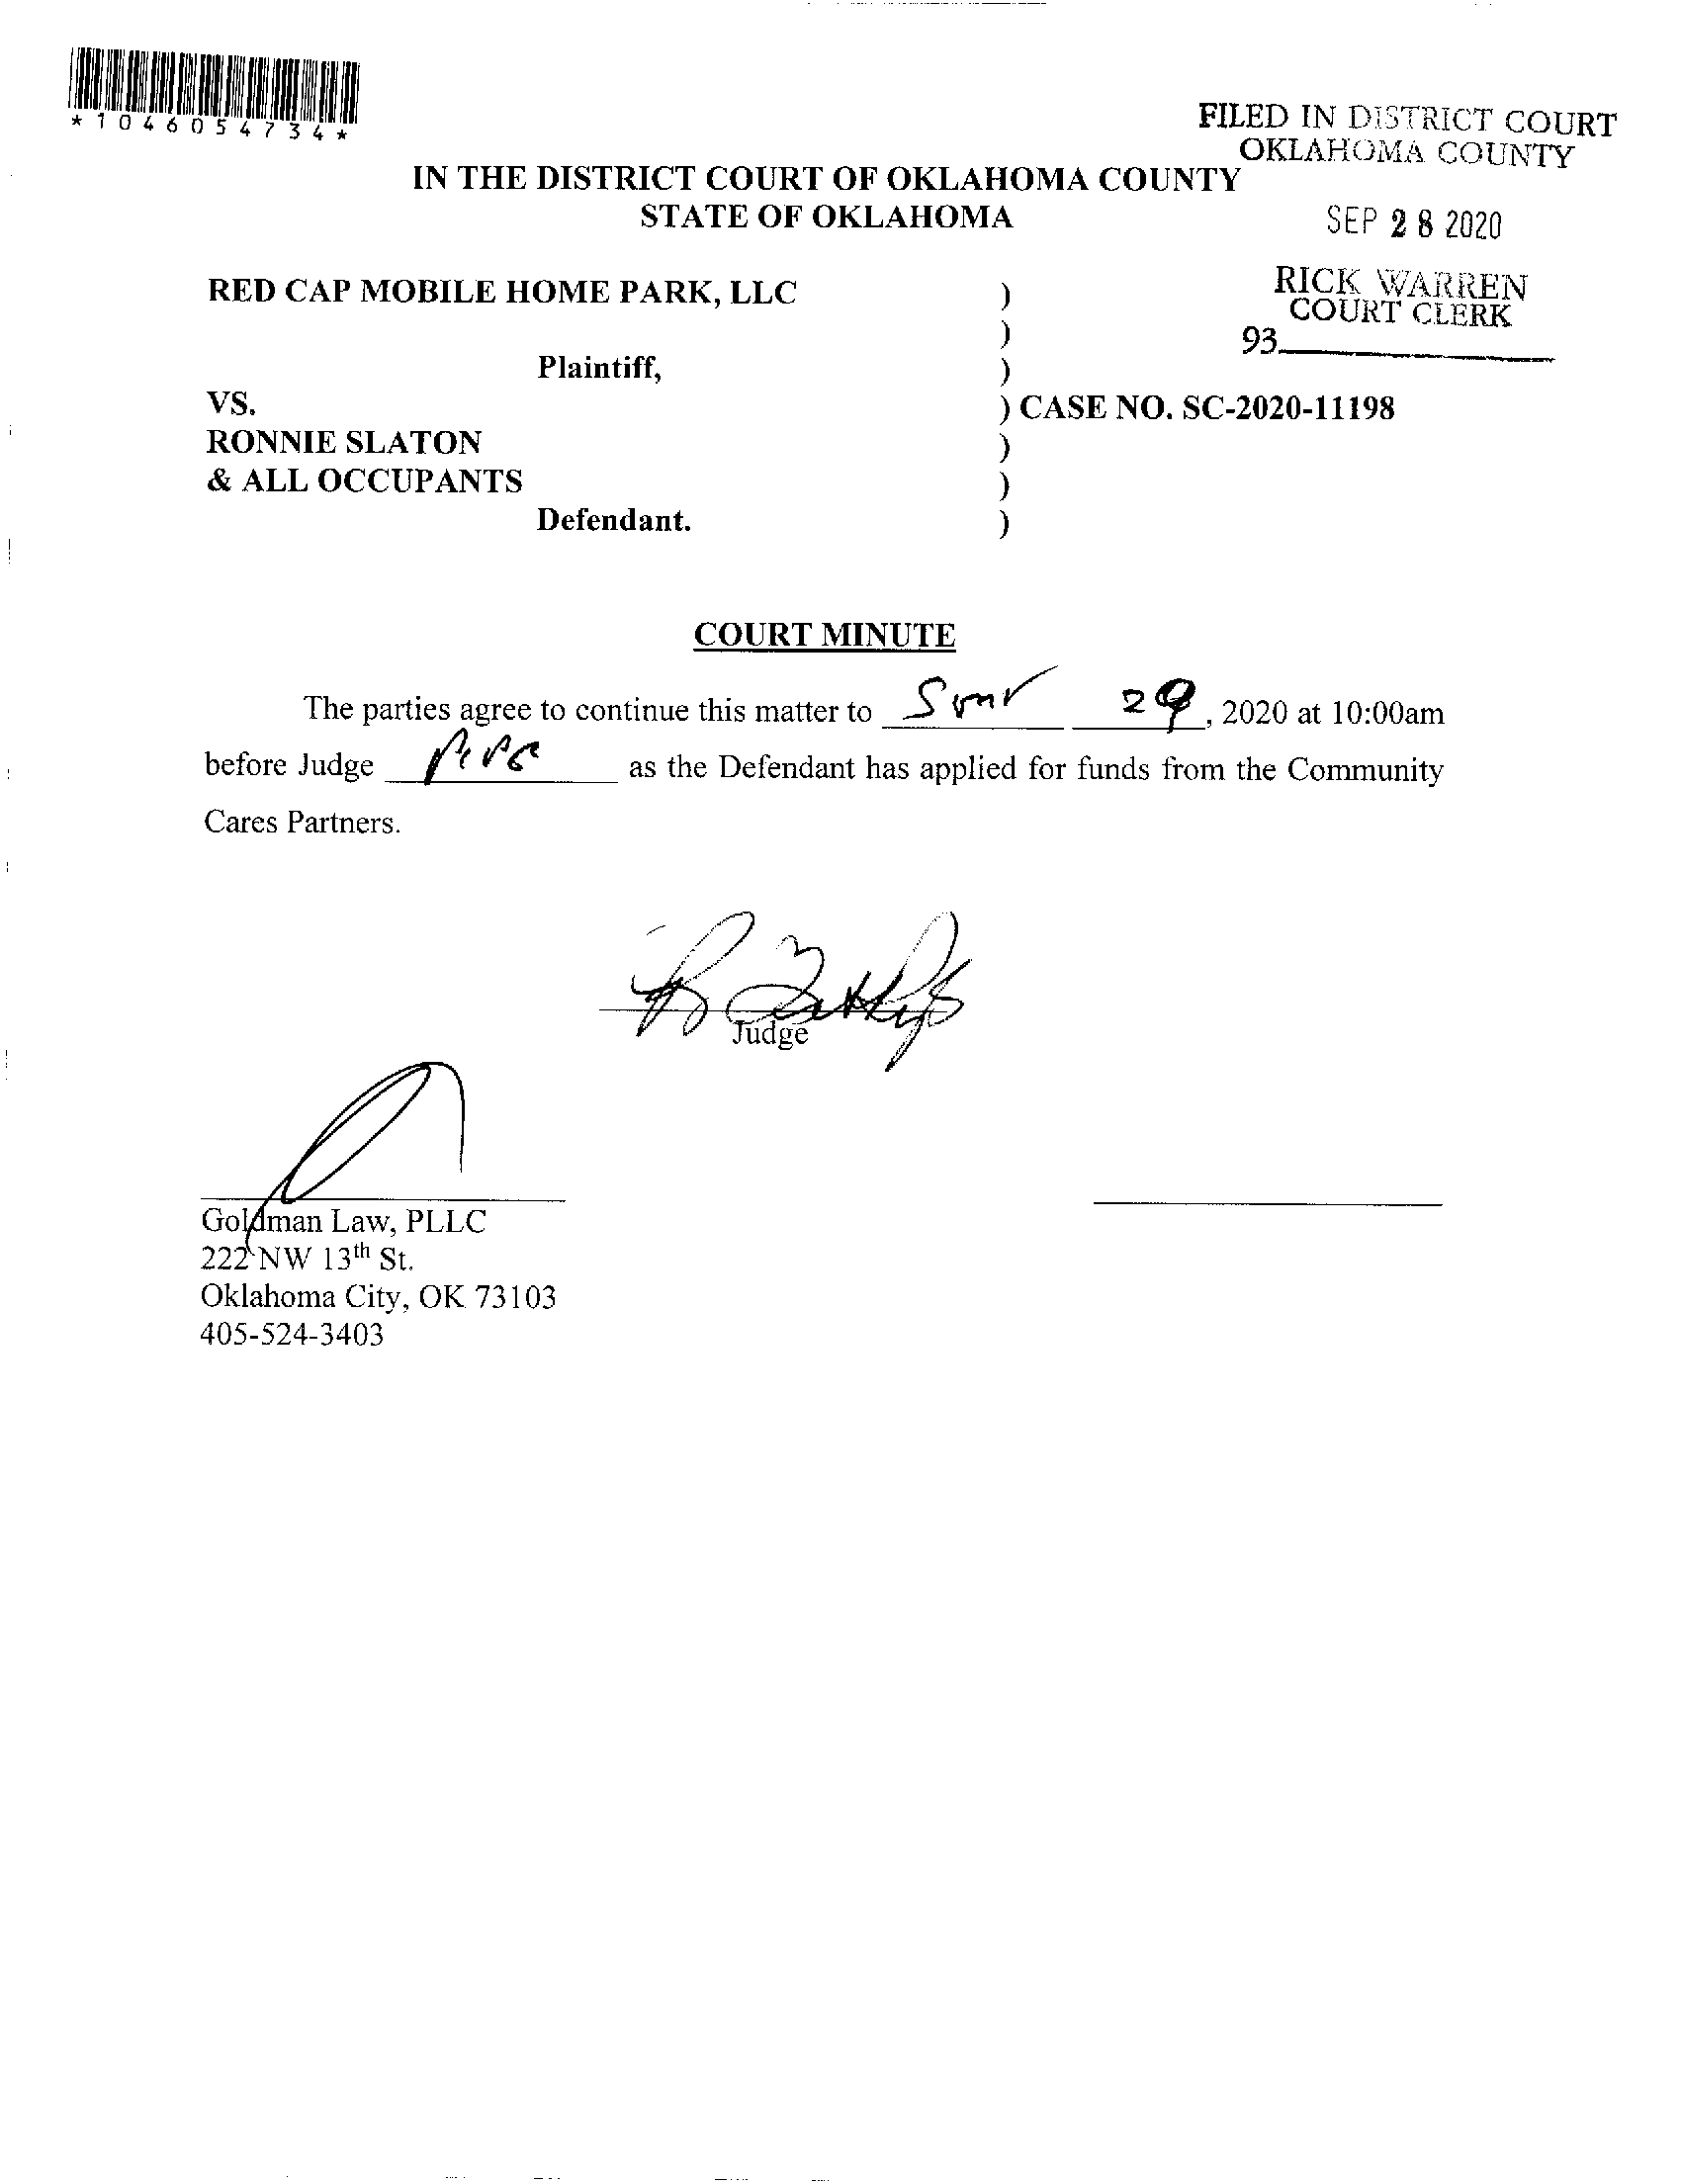 *1046054734*
FILED IN DISTRICT COURT
OKLAHOMA COUNTY
IN THE DISTRICT COURT OF OKLAHOMA COUNTY
STATE OF OKLAHOMA
SEP 28 2020
RICK WARREN
COURT CLERK
93
RED CAP MOBILE HOME PARK, LLC )
)
Plaintiff, )
VS. ) CASE NO. SC-2020-11198
RONNIE SLATON )
& ALL OCCUPANTS )
Defendant. )
COURT MINUTE
The parties agree to continue this matter to 29, 2020 at 10:00am
before Judge as the Defendant has applied for funds from the Community
Cares Partners.
Judge
Goldman Law, PLLC
222 NW 13th St.
Oklahoma City, OK 73103
405-524-3403